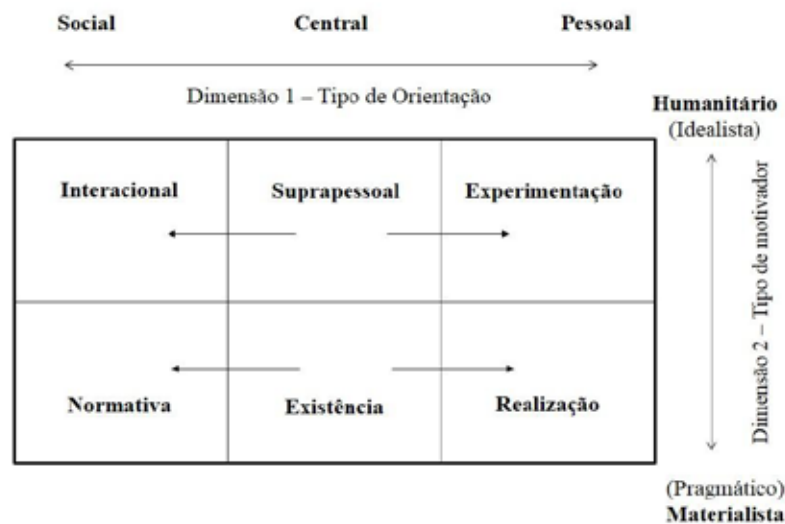 Social Central Pessoal
Dimensão 1 – Tipo de Orientação
Humanitário
(Idealista)
Interacional Suprapessoal Experimentação
Dimensão 2 – Tipo de motivador
Normativa Existência Realização
(Pragmático)
Materialista